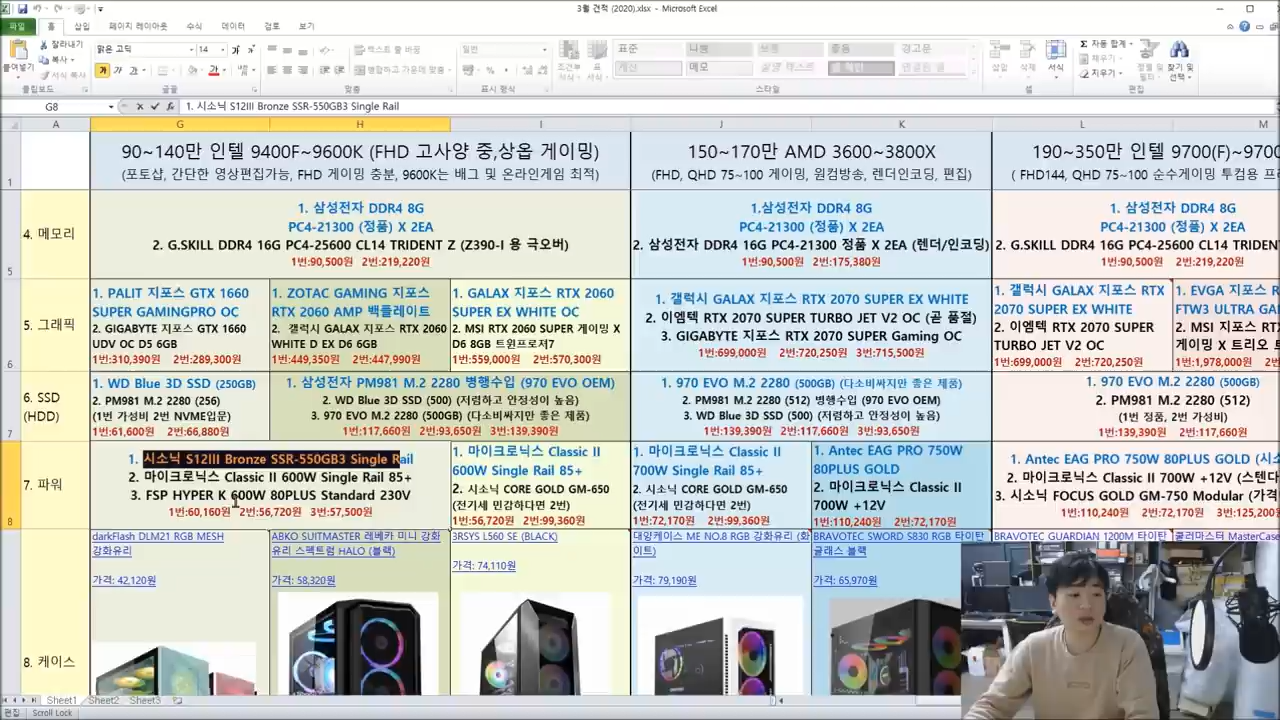 3월 견적 (2020).xlsx - Microsoft Excel
파일 홈 삽입 페이지 레이아웃 수식 데이터 검토 보기
붙여넣기 잘라내기 복사 서식 복사 클립보드
맑은 고딕 14 글꼴
텍스트 줄 바꿈 병합하고 가운데 맞춤 맞춤
일반 표시 형식
조건부 서식
표준 나쁨 보통 좋음 경고문
계산 메모 설명 텍스트 셀 확인 연결된 셀
스타일
삽입 삭제 서식 셀
자동 합계 채우기 지우기 정렬 및 필터 찾기 및 선택 편집
G8 1. 시소닉 S12III Bronze SSR-550GB3 Single Rail
A G H I J K L M
1
90~140만 인텔 9400F~9600K (FHD 고사양 중,상옵 게이밍)
(포토샵, 간단한 영상편집가능, FHD 게이밍 충분, 9600K는 배그 및 온라인게임 최적)
150~170만 AMD 3600~3800X
(FHD, QHD 75~100 게이밍, 원컴방송, 렌더인코딩, 편집)
190~350만 인텔 9700(F)~9700
( FHD144, QHD 75~100 순수게이밍 투컴용 프
5
4. 메모리
1. 삼성전자 DDR4 8G
PC4-21300 (정품) X 2EA
2. G.SKILL DDR4 16G PC4-25600 CL14 TRIDENT Z (Z390-I 용 극오버)
1번:90,500원 2번:219,220원
1.삼성전자 DDR4 8G
PC4-21300 (정품) X 2EA
2. 삼성전자 DDR4 16G PC4-21300 정품 X 2EA (렌더/인코딩)
1번:90,500원 2번:175,380원
1. 삼성전자 DDR4 8G
PC4-21300 (정품) X 2EA
2. G.SKILL DDR4 16G PC4-25600 CL14 TRIDEN
1번:90,500원 2번:219,220원
6
5. 그래픽
1. PALIT 지포스 GTX 1660
SUPER GAMINGPRO OC
2. GIGABYTE 지포스 GTX 1660
UDV OC D5 6GB
1번:310,390원 2번:289,300원
1. ZOTAC GAMING 지포스
RTX 2060 AMP 백플레이트
2. 갤럭시 GALAX 지포스 RTX 2060
WHITE D EX D6 6GB
1번:449,350원 2번:447,990원
1. GALAX 지포스 RTX 2060
SUPER EX WHITE OC
2. MSI RTX 2060 SUPER 게이밍 X
D6 8GB 트윈프로저7
1번:559,000원 2번:570,300원
1. 갤럭시 GALAX 지포스 RTX 2070 SUPER EX WHITE
2. 이엠텍 RTX 2070 SUPER TURBO JET V2 OC (곧 품절)
3. GIGABYTE 지포스 RTX 2070 SUPER Gaming OC
1번:699,000원 2번:720,250원 3번:715,500원
1. 갤럭시 GALAX 지포스 RTX
2070 SUPER EX WHITE
2. 이엠텍 RTX 2070 SUPER
TURBO JET V2 OC
1번:699,000원 2번:720,250원
1. EVGA 지포스 R
FTW3 ULTRA GA
2. MSI 지포스
X 트리오
1번:1,978,000원
7
6. SSD
(HDD)
1. WD Blue 3D SSD (250GB)
2. PM981 M.2 2280 (256)
(1번 가성비 2번 NVME입문)
1번:61,600원 2번:66,880원
1. 삼성전자 PM981 M.2 2280 병행수입 (970 EVO OEM)
2. WD Blue 3D SSD (500) (저렴하고 안정성이 높음)
3. 970 EVO M.2 2280 (500GB) (다소비싸지만 좋은 제품)
1번:117,660원 2번:93,650원 3번:139,390원
1. 970 EVO M.2 2280 (500GB) (다소비싸지만 좋은 제품)
2. PM981 M.2 2280 (512) 병행수입 (970 EVO OEM)
3. WD Blue 3D SSD (500) (저렴하고 안정성이 높음)
1번:139,390원 2번:117,660원 3번:93,650원
1. 970 EVO M.2 2280 (500GB)
2. PM981 M.2 2280 (512)
(1번 정품, 2번 가성비)
1번:139,390원 2번:117,660원
8
7. 파워
1. 시소닉 S12III Bronze SSR-550GB3 Single Rail
2. 마이크로닉스 Classic II 600W Single Rail 85+
3. FSP HYPER K 600W 80PLUS Standard 230V
1번:60,160원 2번:56,720원 3번:57,500원
1. 마이크로닉스 Classic II
600W Single Rail 85+
2. 시소닉 CORE GOLD GM-650
(전기세 민감하다면 2번)
1번:56,720원 2번:99,360원
1. 마이크로닉스 Classic II
700W Single Rail 85+
2. 시소닉 CORE GOLD GM-650
(전기세 민감하다면 2번)
1번:72,170원 2번:99,360원
1. Antec EAG PRO 750W
80PLUS GOLD
2. 마이크로닉스 Classic II
700W +12V
1번:110,240원 2번:72,170원
1. Antec EAG PRO 750W 80PLUS GOLD (시소
2. 마이크로닉스 Classic II 700W +12V (스탠다
3. 시소닉 FOCUS GOLD GM-750 Modular (가격
1번:110,240원 2번:72,170원 3번:125,200
8. 케이스
darkFlash DLM21 RGB MESH
강화유리
가격: 42,120원
ABKO SUITMASTER 레베카 미니 강화
유리 스펙트럼 HALO (블랙)
가격: 58,320원
3RSYS L560 SE (BLACK)
가격: 74,110원
대양케이스 ME NO.8 RGB 강화유리 (화
이트)
가격: 79,190원
BRAVOTEC SWORD S830 RGB 타이탄
글래스 블랙
가격: 65,970원
BRAVOTEC GUARDIAN 1200M 타이탄
쿨러마스터 MasterCase
Sheet1 Sheet2 Sheet3
편집 Scroll Lock